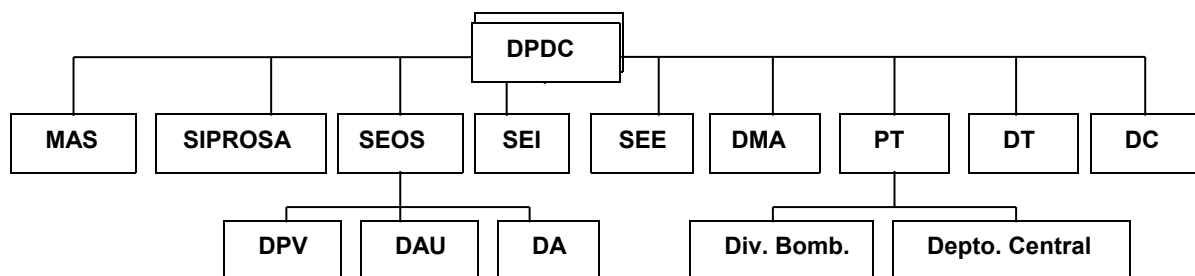 DPDC
MAS SIPROSA SEOS SEI SEE DMA PT DT DC
DPV DAU DA Div. Bomb. Depto. Central